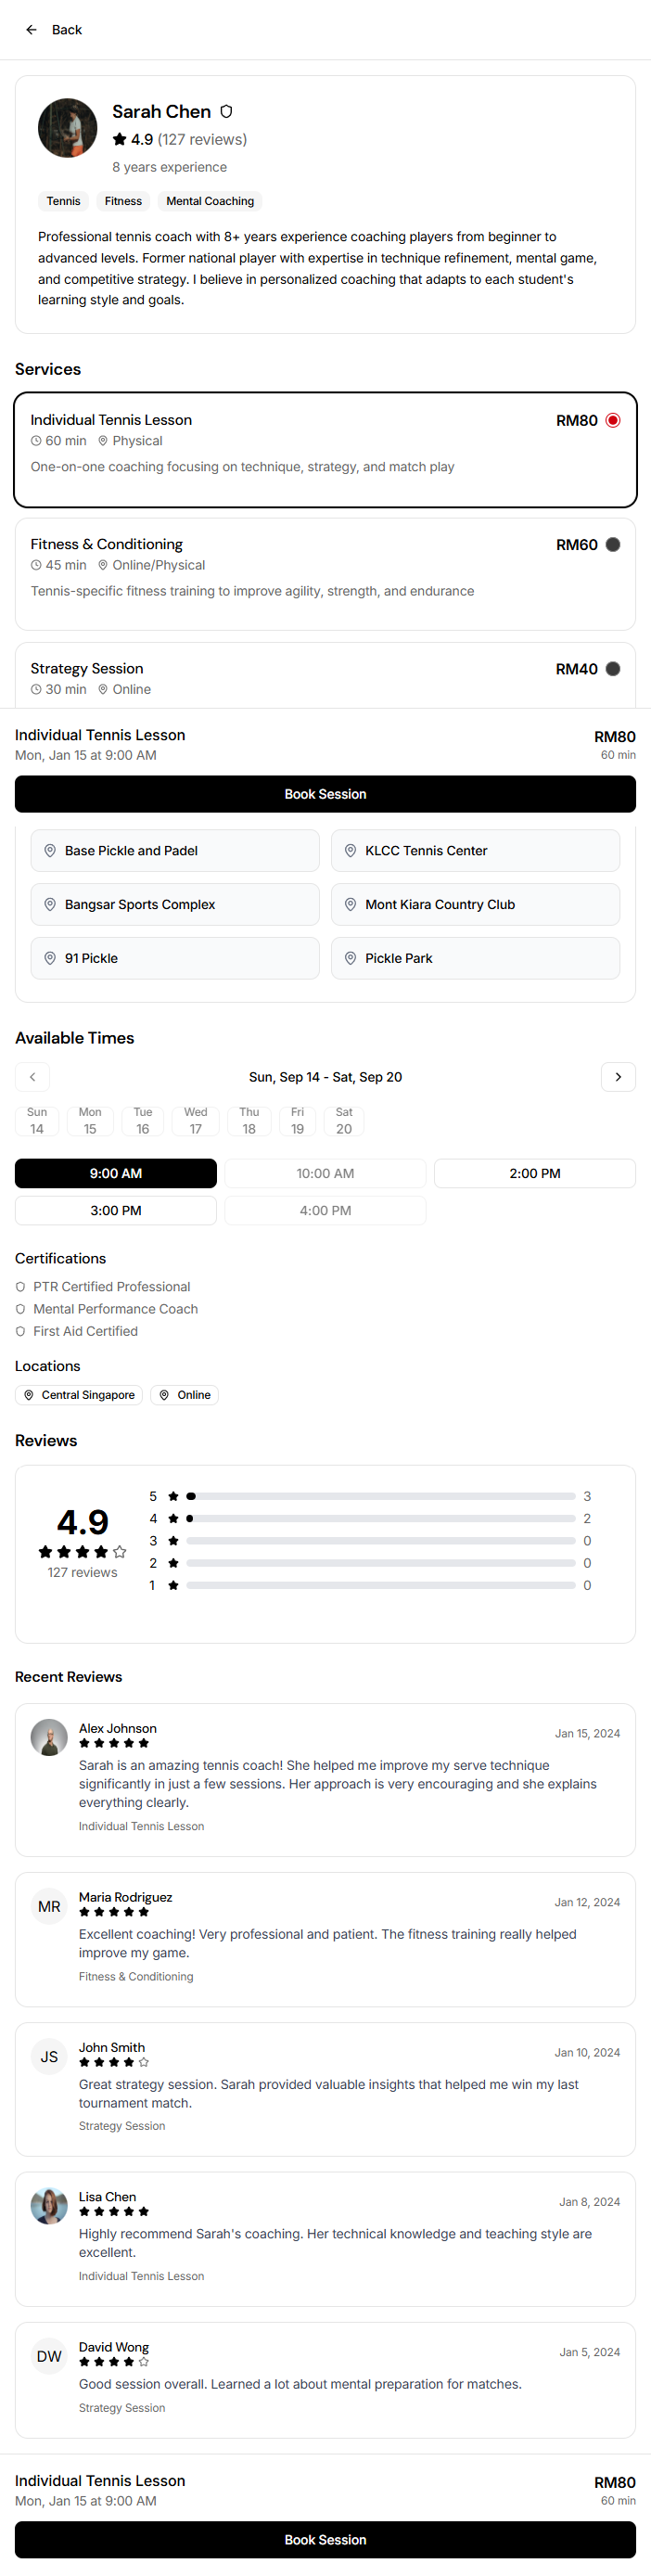 Back
Sarah Chen
4.9 (127 reviews)
8 years experience
Tennis Fitness Mental Coaching
Professional tennis coach with 8+ years experience coaching players from beginner to
advanced levels. Former national player with expertise in technique refinement, mental game,
and competitive strategy. I believe in personalized coaching that adapts to each student's
learning style and goals.
Services
Individual Tennis Lesson RM80
60 min Physical
One-on-one coaching focusing on technique, strategy, and match play
Fitness & Conditioning RM60
45 min Online/Physical
Tennis-specific fitness training to improve agility, strength, and endurance
Strategy Session RM40
30 min Online
Individual Tennis Lesson RM80
Mon, Jan 15 at 9:00 AM 60 min
Book Session
Base Pickle and Padel KLCC Tennis Center
Bangsar Sports Complex Mont Kiara Country Club
91 Pickle Pickle Park
Available Times
Sun, Sep 14 - Sat, Sep 20
Sun Mon Tue Wed Thu Fri Sat
14 15 16 17 18 19 20
9:00 AM 10:00 AM 2:00 PM
3:00 PM 4:00 PM
Certifications
PTR Certified Professional
Mental Performance Coach
First Aid Certified
Locations
Central Singapore Online
Reviews
5 3
4 2
3 0
2 0
1 0
4.9
127 reviews
Recent Reviews
Alex Johnson Jan 15, 2024
Sarah is an amazing tennis coach! She helped me improve my serve technique
significantly in just a few sessions. Her approach is very encouraging and she explains
everything clearly.
Individual Tennis Lesson
MR Maria Rodriguez Jan 12, 2024
Excellent coaching! Very professional and patient. The fitness training really helped
improve my game.
Fitness & Conditioning
JS John Smith Jan 10, 2024
Great strategy session. Sarah provided valuable insights that helped me win my last
tournament match.
Strategy Session
Lisa Chen Jan 8, 2024
Highly recommend Sarah's coaching. Her technical knowledge and teaching style are
excellent.
Individual Tennis Lesson
DW David Wong Jan 5, 2024
Good session overall. Learned a lot about mental preparation for matches.
Strategy Session
Individual Tennis Lesson RM80
Mon, Jan 15 at 9:00 AM 60 min
Book Session